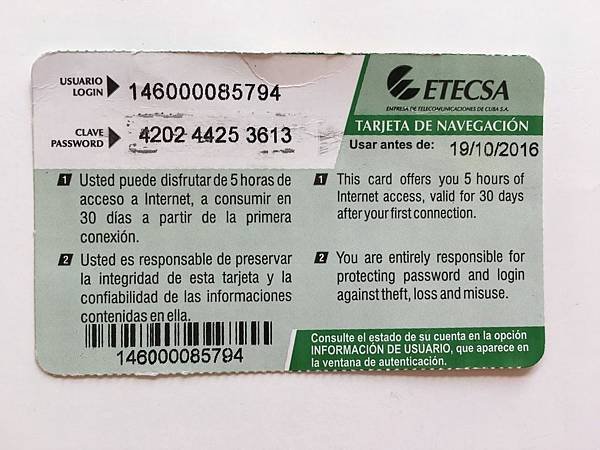 USUARIO
LOGIN
146000085794
CLAVE
PASSWORD
4202 4425 3613
ETECSA
EMPRESA DE TELECOMUNICACIONES DE CUBA S.A.
TARJETA DE NAVEGACIÓN
Usar antes de: 19/10/2016
1 Usted puede disfrutar de 5 horas de
acceso a Internet, a consumir en
30 días a partir de la primera
conexión.
2 Usted es responsable de preservar
la integridad de esta tarjeta y la
confiabilidad de las informaciones
contenidas en ella.
146000085794
1 This card offers you 5 hours of
Internet access, valid for 30 days
after your first connection.
2 You are entirely responsible for
protecting password and login
against theft, loss and misuse.
Consulte el estado de su cuenta en la opción
INFORMACIÓN DE USUARIO, que aparece en
la ventana de autenticación.